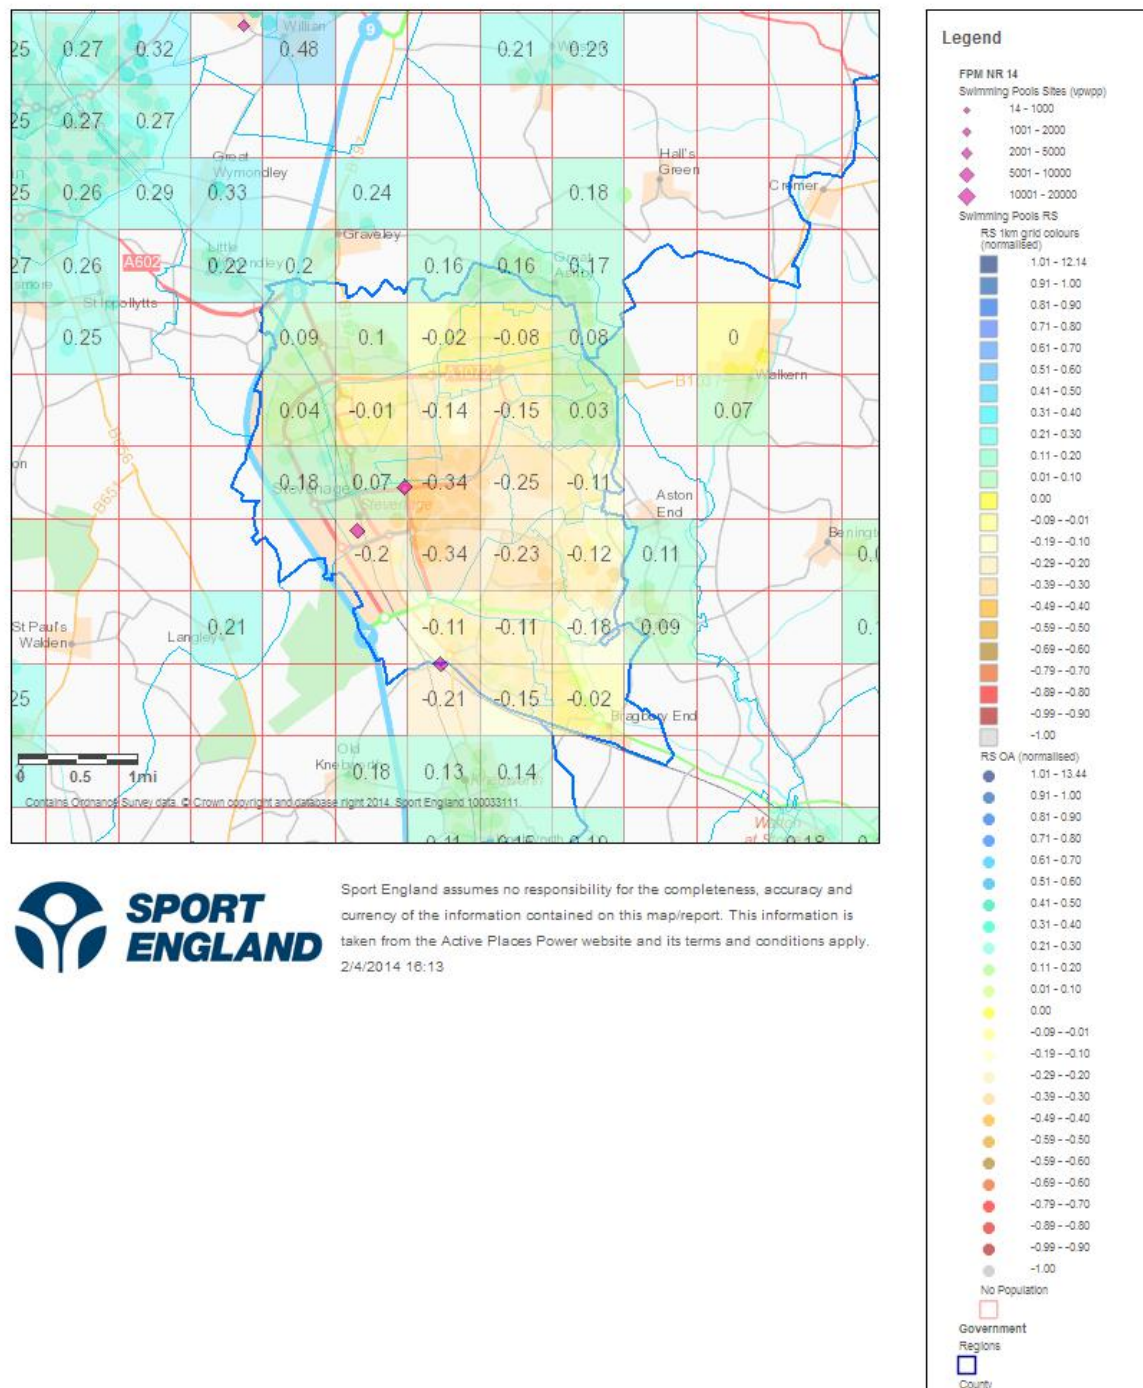 Willian
9
25 0.27 0.32 0.48 0.21 0.23
25 0.27 0.27
Great
Wymondley
Hall's
Green
Cromer
25 0.26 0.29 0.33 0.24 0.18
Graveley
Little
27 0.26 A602 0.22 0.2 0.16 0.16 0.17
St Ippollytts
0.25 0.09 0.1 -0.02 -0.08 0.08 0
Walkern
0.04 -0.01 -0.14 -0.15 0.03 0.07
B656
B651
0.18 0.07 -0.34 -0.25 -0.11
Stevenage
Stevenage
Aston
End
-0.2 -0.34 -0.23 -0.12 0.11
St Paul's
Walden
Langley
0.21 -0.11 -0.11 -0.18 0.09
25 -0.21 -0.15 -0.02
Bragbury End
Old
Knebworth
0.18 0.13 0.14
0 0.5 1mi
Contains Ordnance Survey data. © Crown copyright and database right 2014. Sport England 100033111.
SPORT
ENGLAND
Sport England assumes no responsibility for the completeness, accuracy and
currency of the information contained on this map/report. This information is
taken from the Active Places Power website and its terms and conditions apply.
2/4/2014 16:13
Legend
FPM NR 14
Swimming Pools Sites (vpwpp)
14 - 1000
1001 - 2000
2001 - 5000
5001 - 10000
10001 - 20000
Swimming Pools RS
RS 1km grid colours
(normalised)
1.01 - 12.14
0.91 - 1.00
0.81 - 0.90
0.71 - 0.80
0.61 - 0.70
0.51 - 0.60
0.41 - 0.50
0.31 - 0.40
0.21 - 0.30
0.11 - 0.20
0.01 - 0.10
0.00
-0.09 - -0.01
-0.19 - -0.10
-0.29 - -0.20
-0.39 - -0.30
-0.49 - -0.40
-0.59 - -0.50
-0.69 - -0.60
-0.79 - -0.70
-0.89 - -0.80
-0.99 - -0.90
-1.00
RS OA (normalised)
1.01 - 13.44
0.91 - 1.00
0.81 - 0.90
0.71 - 0.80
0.61 - 0.70
0.51 - 0.60
0.41 - 0.50
0.31 - 0.40
0.21 - 0.30
0.11 - 0.20
0.01 - 0.10
0.00
-0.09 - -0.01
-0.19 - -0.10
-0.29 - -0.20
-0.39 - -0.30
-0.49 - -0.40
-0.59 - -0.50
-0.59 - -0.60
-0.69 - -0.60
-0.79 - -0.70
-0.89 - -0.80
-0.99 - -0.90
-1.00
No Population
Government
Regions
County